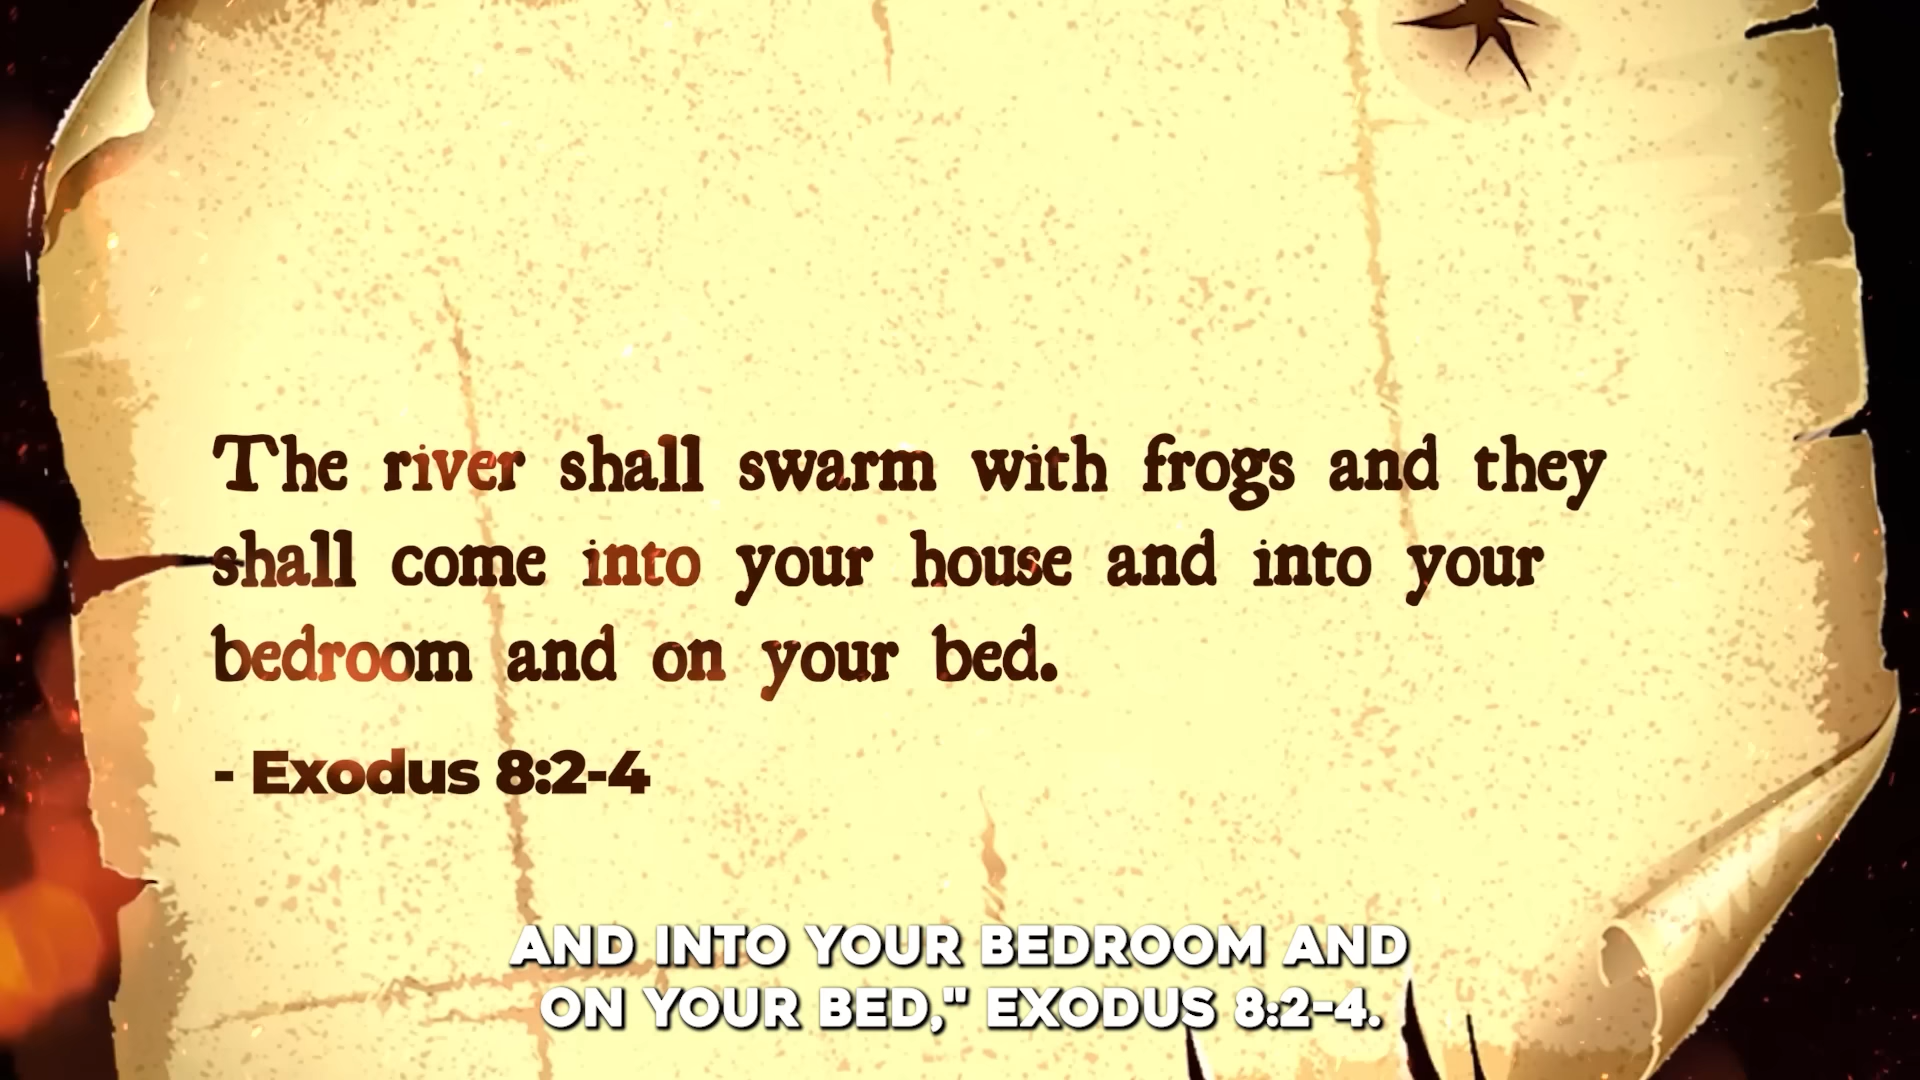 The river shall swarm with frogs and they
shall come into your house and into your
bedroom and on your bed.
- Exodus 8:2-4
AND INTO YOUR BEDROOM AND
ON YOUR BED," EXODUS 8:2-4.